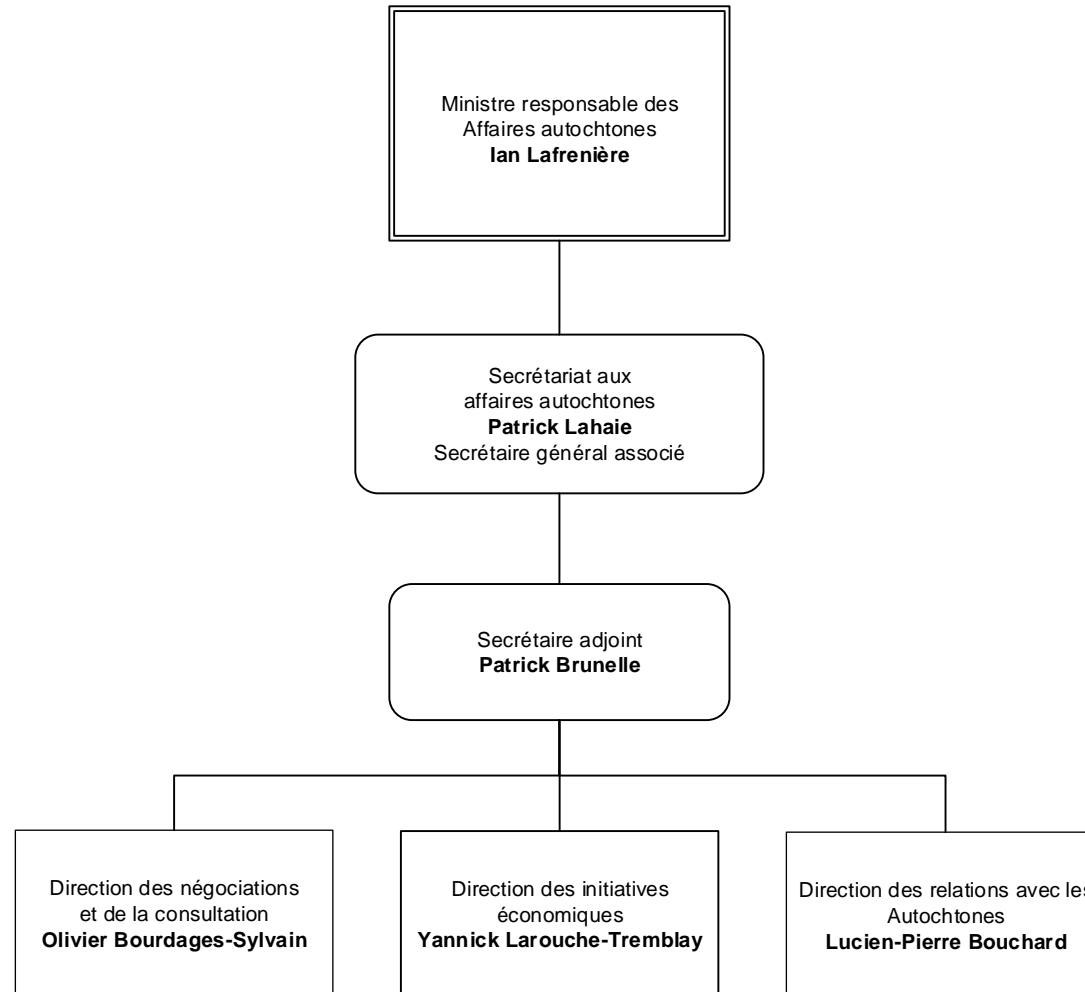 Ministre responsable des
Affaires autochtones
Ian Lafrenière
Secrétariat aux
affaires autochtones
Patrick Lahaie
Secrétaire général associé
Secrétaire adjoint
Patrick Brunelle
Direction des négociations
et de la consultation
Olivier Bourdages-Sylvain
Direction des initiatives
économiques
Yannick Larouche-Tremblay
Direction des relations avec les
Autochtones
Lucien-Pierre Bouchard